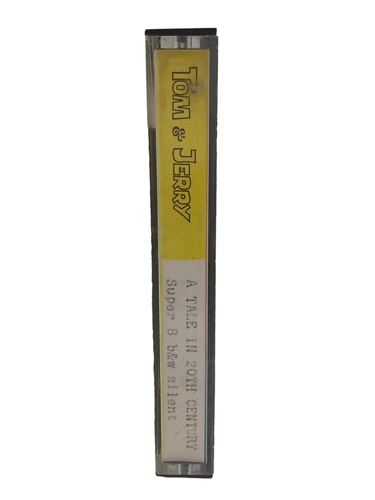 TOM & JERRY
A TALE IN 20TH CENTURY
Super 8 b&w silent